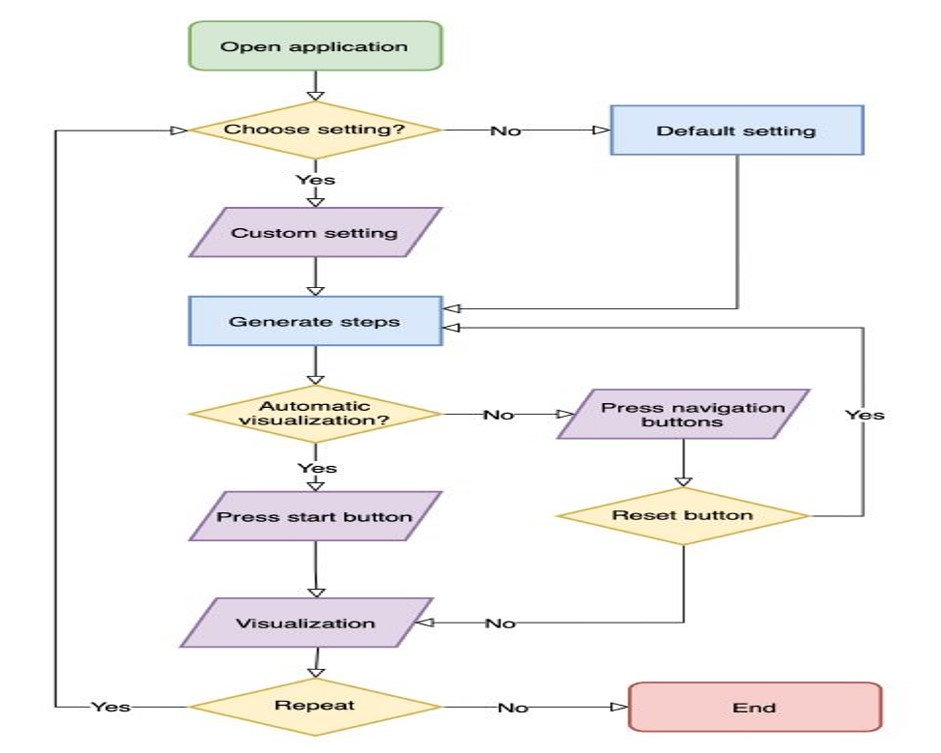 Open application
Choose setting?
No
Default setting
Yes
Custom setting
Generate steps
Automatic
visualization?
No
Press navigation
buttons
Yes
Yes
Press start button
Reset button
Visualization
No
Yes
Repeat
No
End